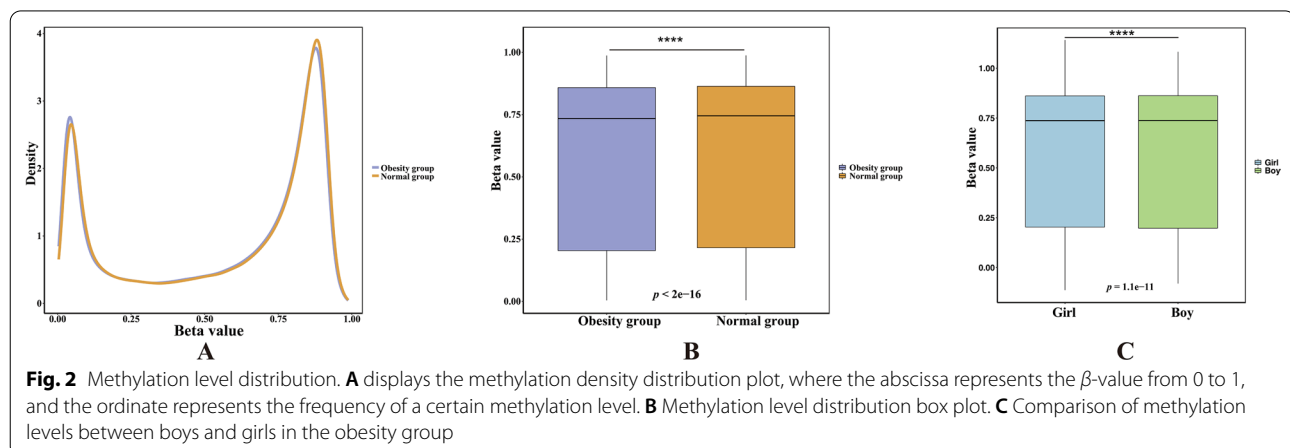 4
3
2
1
0
Density
0.00 0.25 0.50 0.75 1.00
Beta value
Obesity group
Normal group
A
****
1.00
0.75
0.50
0.25
0.00
Beta value
p < 2e−16
Obesity group Normal group
Obesity group
Normal group
B
****
1.00
0.75
0.50
0.25
0.00
Beta value
p = 1.1e−11
Girl Boy
Girl
Boy
C
Fig. 2 Methylation level distribution. A displays the methylation density distribution plot, where the abscissa represents the β-value from 0 to 1,
and the ordinate represents the frequency of a certain methylation level. B Methylation level distribution box plot. C Comparison of methylation
levels between boys and girls in the obesity group